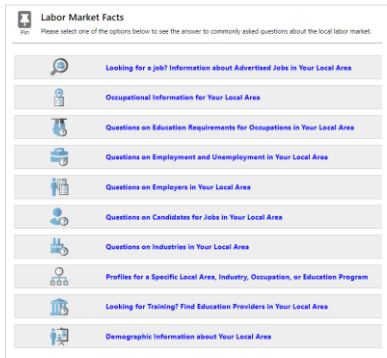 Labor Market Facts
Pin
Please select one of the options below to see the answer to commonly asked questions about the local labor market.
Looking for a job? Information about Advertised Jobs in Your Local Area
Occupational Information for Your Local Area
Questions on Education Requirements for Occupations in Your Local Area
Questions on Employment and Unemployment in Your Local Area
Questions on Employers in Your Local Area
Questions on Candidates for Jobs in Your Local Area
Questions on Industries in Your Local Area
Profiles for a Specific Local Area, Industry, Occupation, or Education Program
Looking for Training? Find Education Providers in Your Local Area
Demographic Information about Your Local Area